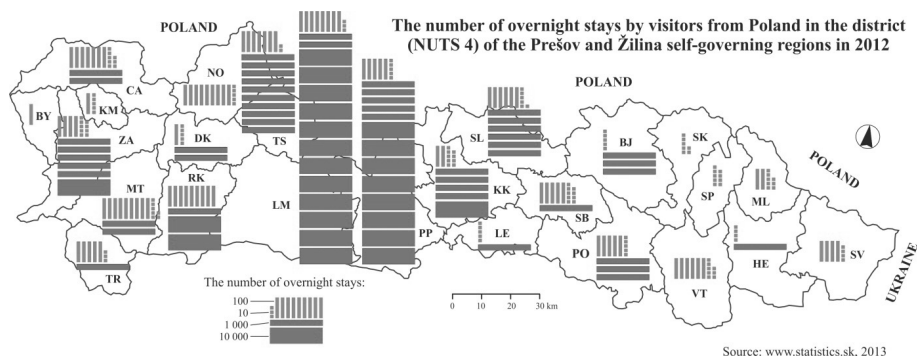 The number of overnight stays by visitors from Poland in the district
(NUTS 4) of the Prešov and Žilina self-governing regions in 2012
POLAND
NO
CA
BY
KM
ZA
DK
TS
RK
MT
LM
TR
PP
KK
SL
LE
SB
PO
POLAND
BJ
SK
SP
ML
POLAND
VT
HE
SV
UKRAINE
The number of overnight stays:
100
10
1 000
10 000
0 10 20 30 km
Source: www.statistics.sk, 2013